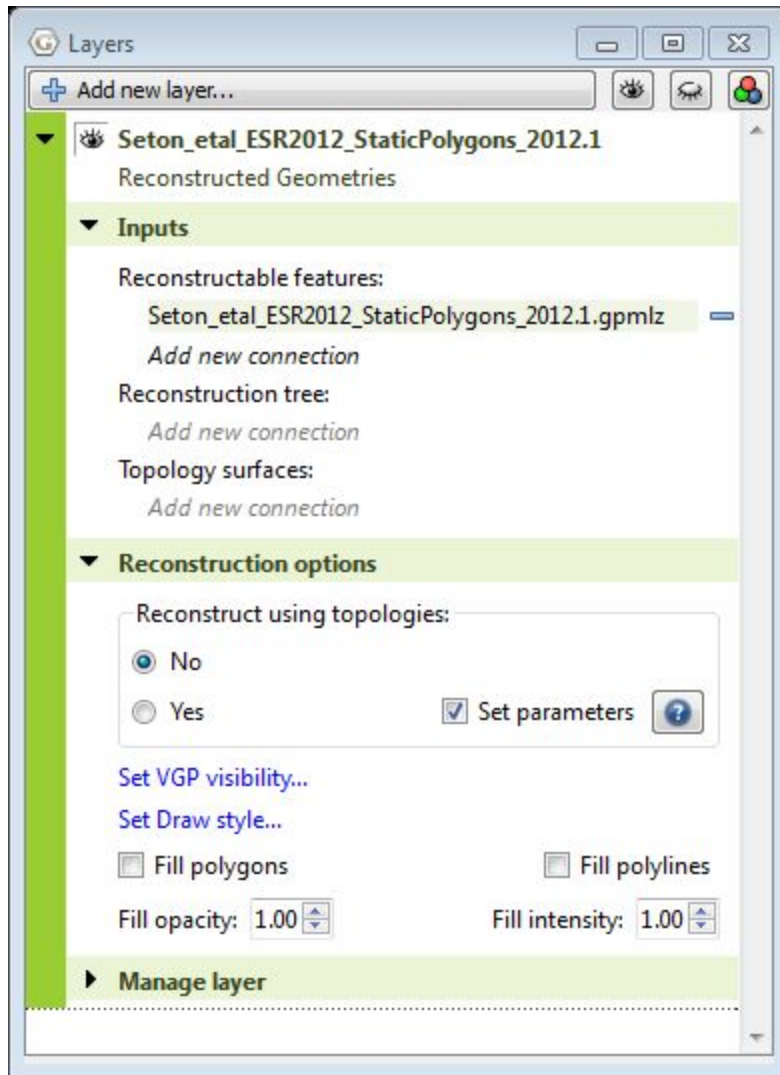 Layers
Add new layer...
Seton_etal_ESR2012_StaticPolygons_2012.1
Reconstructed Geometries
Inputs
Reconstructable features:
Seton_etal_ESR2012_StaticPolygons_2012.1.gpmlz
Add new connection
Reconstruction tree:
Add new connection
Topology surfaces:
Add new connection
Reconstruction options
Reconstruct using topologies:
No
Yes Set parameters ?
Set VGP visibility...
Set Draw style...
Fill polygons Fill polylines
Fill opacity: 1.00 Fill intensity: 1.00
Manage layer